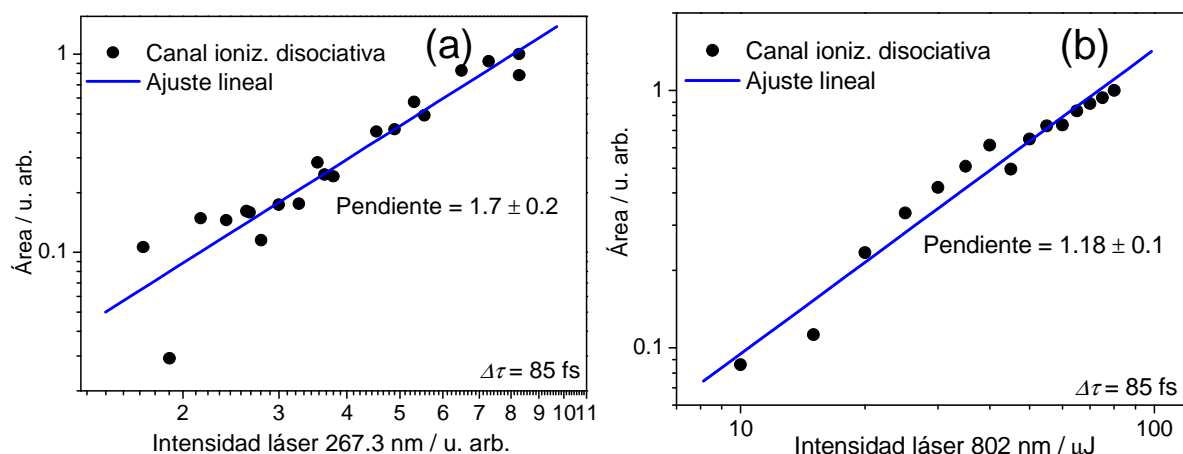 (a)
Canal ioniz. disociativa
Ajuste lineal
Pendiente = 1.7 ± 0.2
Δτ = 85 fs
Área / u. arb.
1
0.1
2 3 4 5 6 7 8 9 10 11
Intensidad láser 267.3 nm / u. arb.
(b)
Canal ioniz. disociativa
Ajuste lineal
Pendiente = 1.18 ± 0.1
Δτ = 85 fs
Área / u. arb.
1
0.1
10 100
Intensidad láser 802 nm / μJ